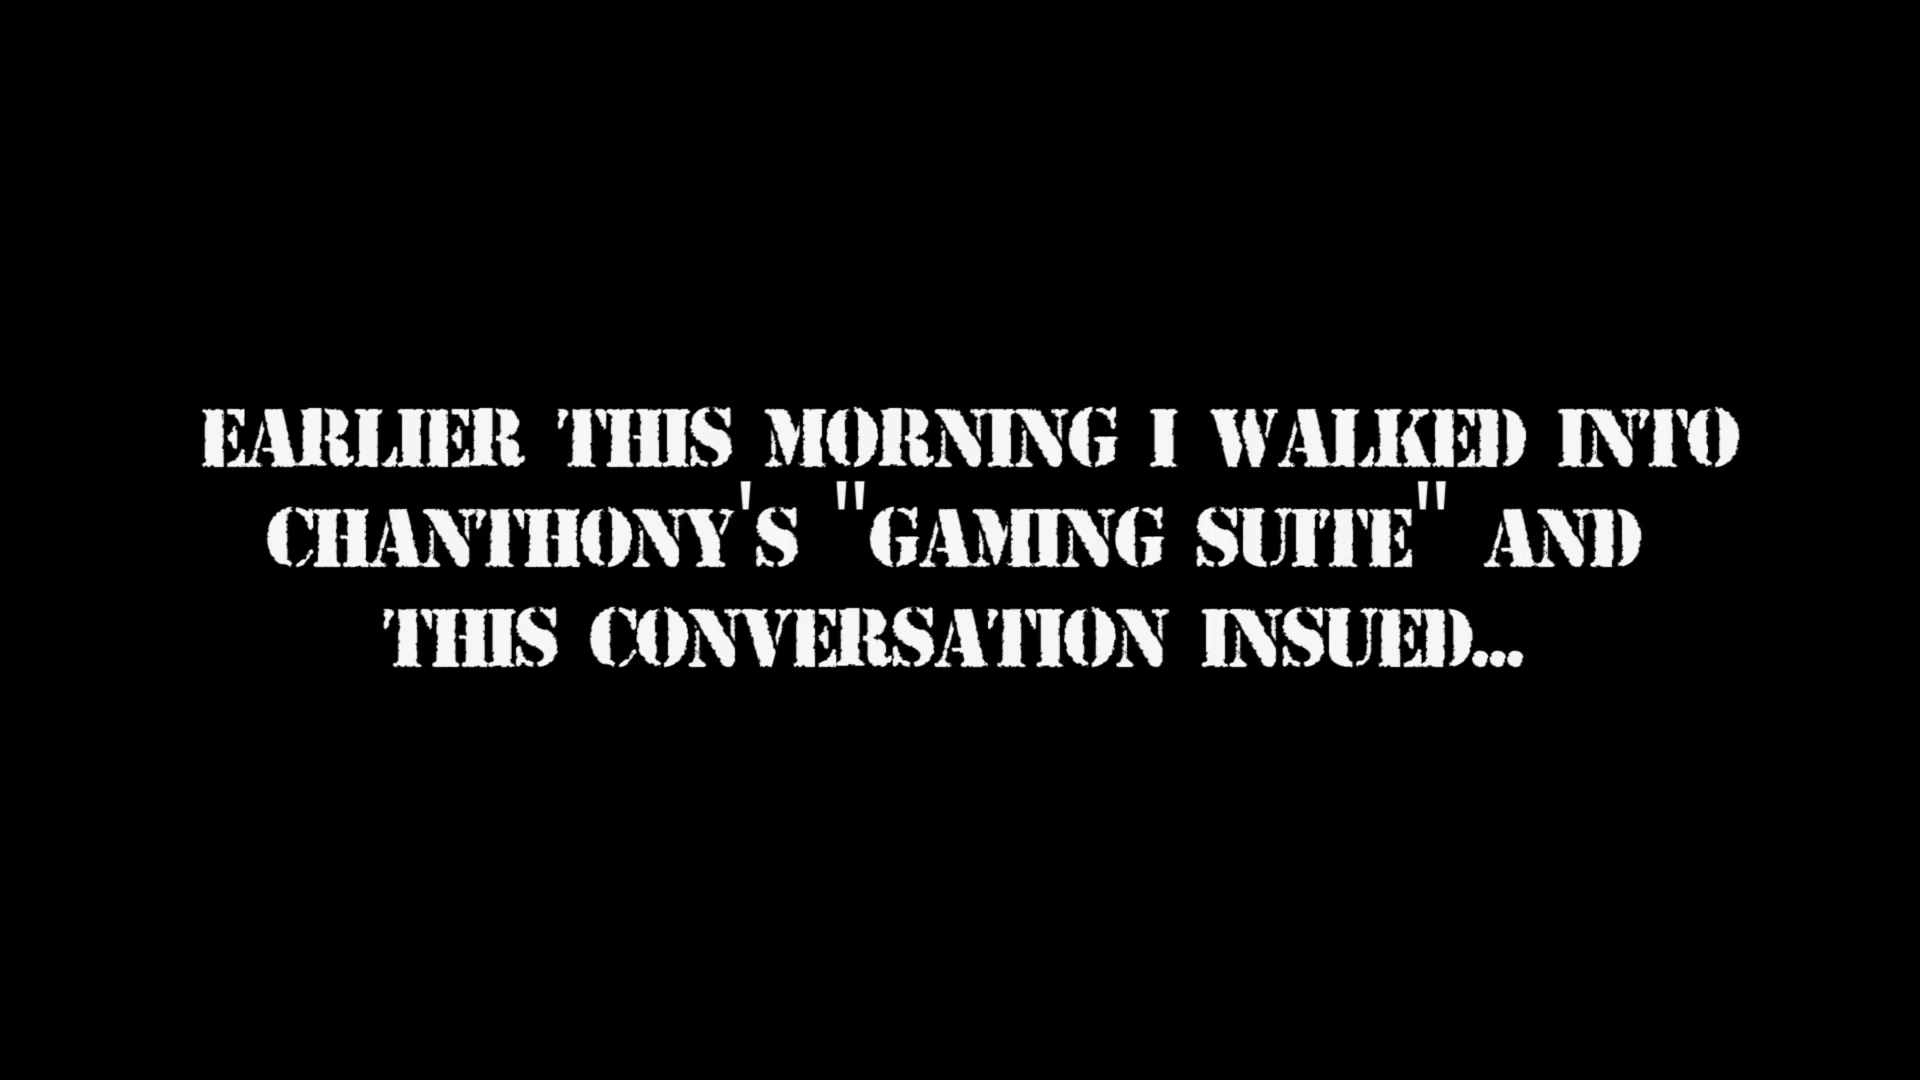 EARLIER THIS MORNING I WALKED INTO
CHANTHONY'S "GAMING SUITE" AND
THIS CONVERSATION INSUED...